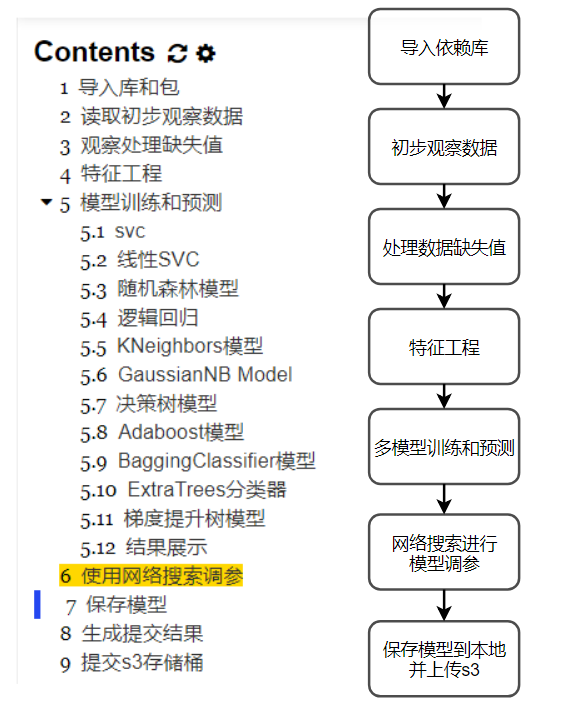 Contents
1 导入库和包
2 读取初步观察数据
3 观察处理缺失值
4 特征工程
5 模型训练和预测
5.1 svc
5.2 线性SVC
5.3 随机森林模型
5.4 逻辑回归
5.5 KNeighbors模型
5.6 GaussianNB Model
5.7 决策树模型
5.8 Adaboost模型
5.9 BaggingClassifier模型
5.10 ExtraTrees分类器
5.11 梯度提升树模型
5.12 结果展示
6 使用网络搜索调参
7 保存模型
8 生成提交结果
9 提交s3存储桶
导入依赖库
初步观察数据
处理数据缺失值
特征工程
多模型训练和预测
网络搜索进行
模型调参
保存模型到本地
并上传s3